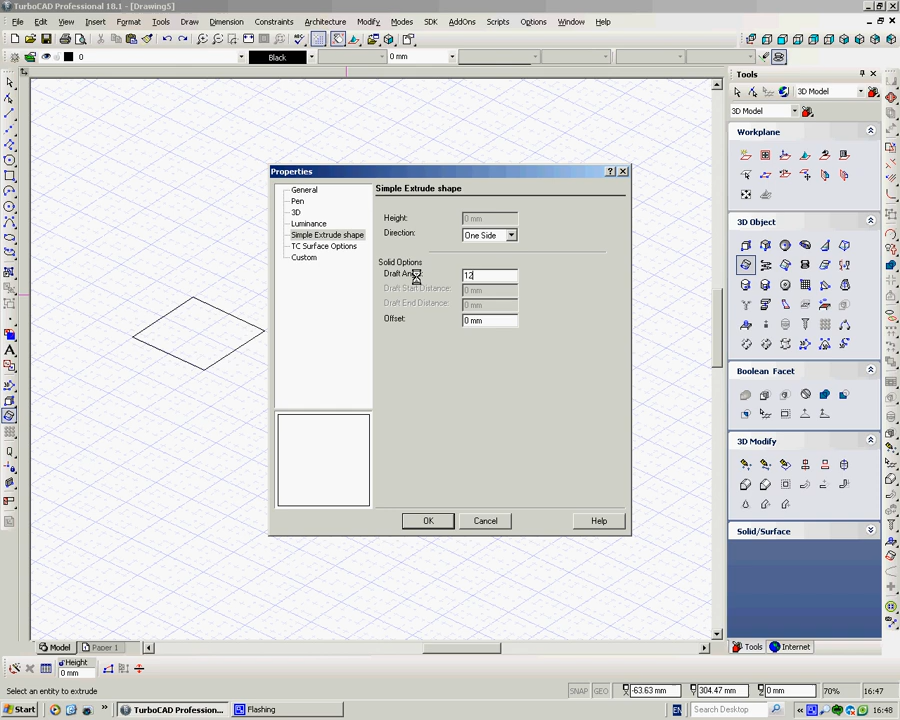 TurboCAD Professional 18.1 - [Drawing5]
File Edit View Insert Format Tools Draw Dimension Constraints Architecture Modify Modes SDK AddOns Scripts Options Window Help
0 Black 0 mm
Tools
3D Model
3D Model
Workplane
3D Object
Boolean Facet
3D Modify
Solid/Surface
Tools Internet
Properties
General
Pen
3D
Luminance
Simple Extrude shape
TC Surface Options
Custom
Simple Extrude shape
Height: 0 mm
Direction: One Side
Solid Options
Draft 12
Draft Start Distance: 0 mm
Draft End Distance: 0 mm
Offset: 0 mm
OK Cancel Help
Model Paper 1
Height
0 mm
Select an entity to extrude
SNAP GEO X -63.63 mm Y 304.47 mm Z 0 mm 70% 16:47
Start TurboCAD Profession... Flashing EN Search Desktop 16:48